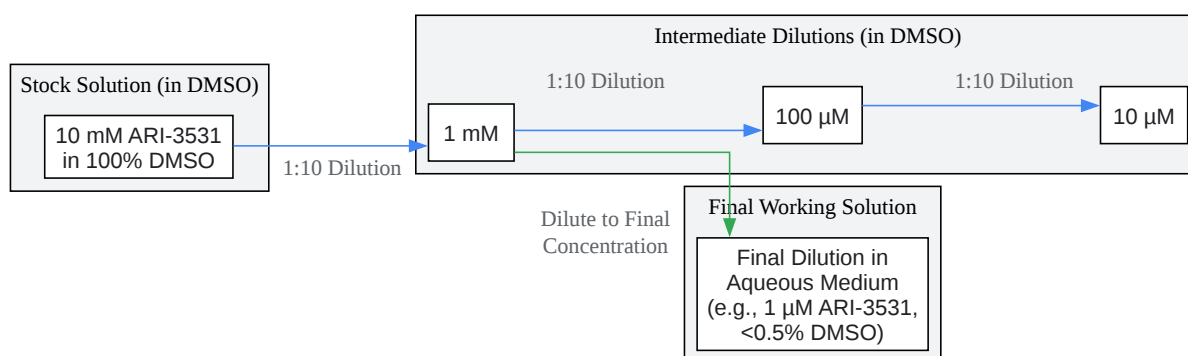 Intermediate Dilutions (in DMSO)
Stock Solution (in DMSO)
1:10 Dilution
1:10 Dilution
10 mM ARI-3531
in 100% DMSO
1 mM
100 µM
10 µM
1:10 Dilution
Final Working Solution
Dilute to Final
Concentration
Final Dilution in
Aqueous Medium
(e.g., 1 µM ARI-3531,
<0.5% DMSO)